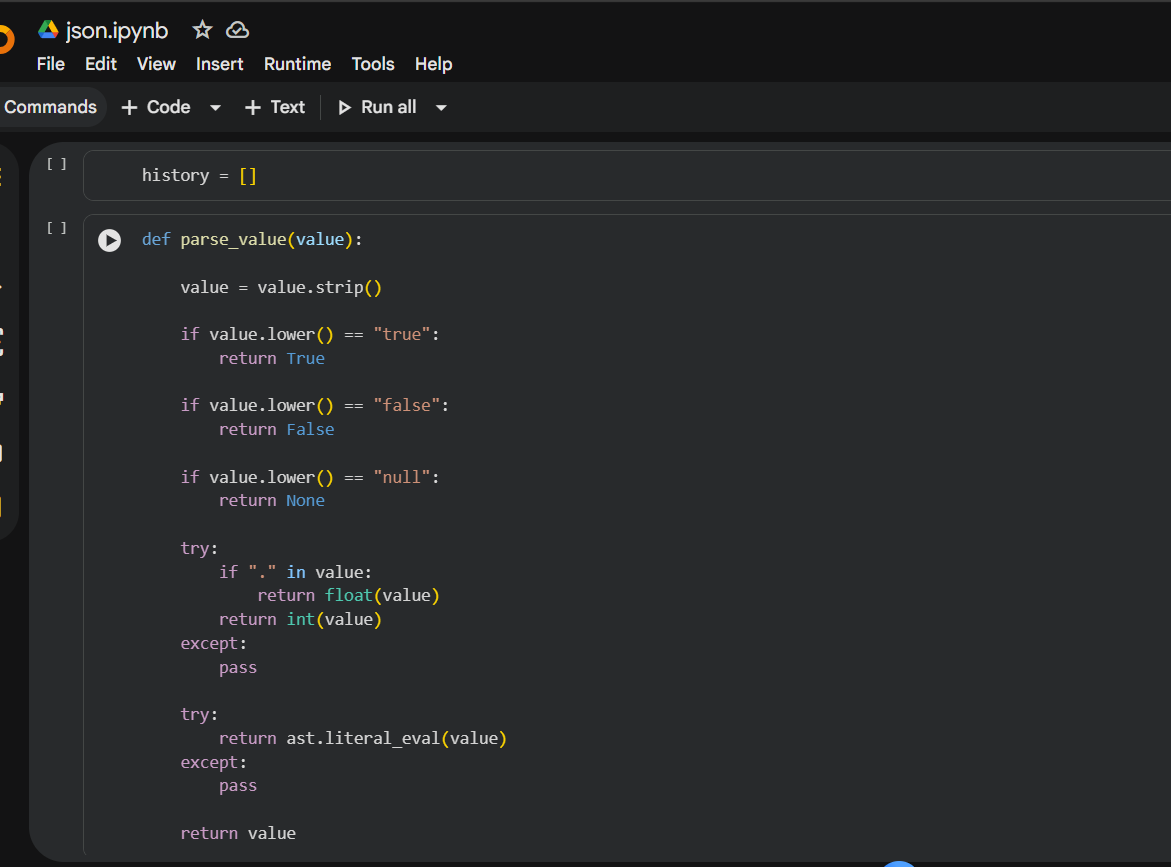 json.ipynb
File Edit View Insert Runtime Tools Help
Commands + Code + Text Run all
[ ]
history = []
[ ]
def parse_value(value):
value = value.strip()
if value.lower() == "true":
return True
if value.lower() == "false":
return False
if value.lower() == "null":
return None
try:
if "." in value:
return float(value)
return int(value)
except:
pass
try:
return ast.literal_eval(value)
except:
pass
return value